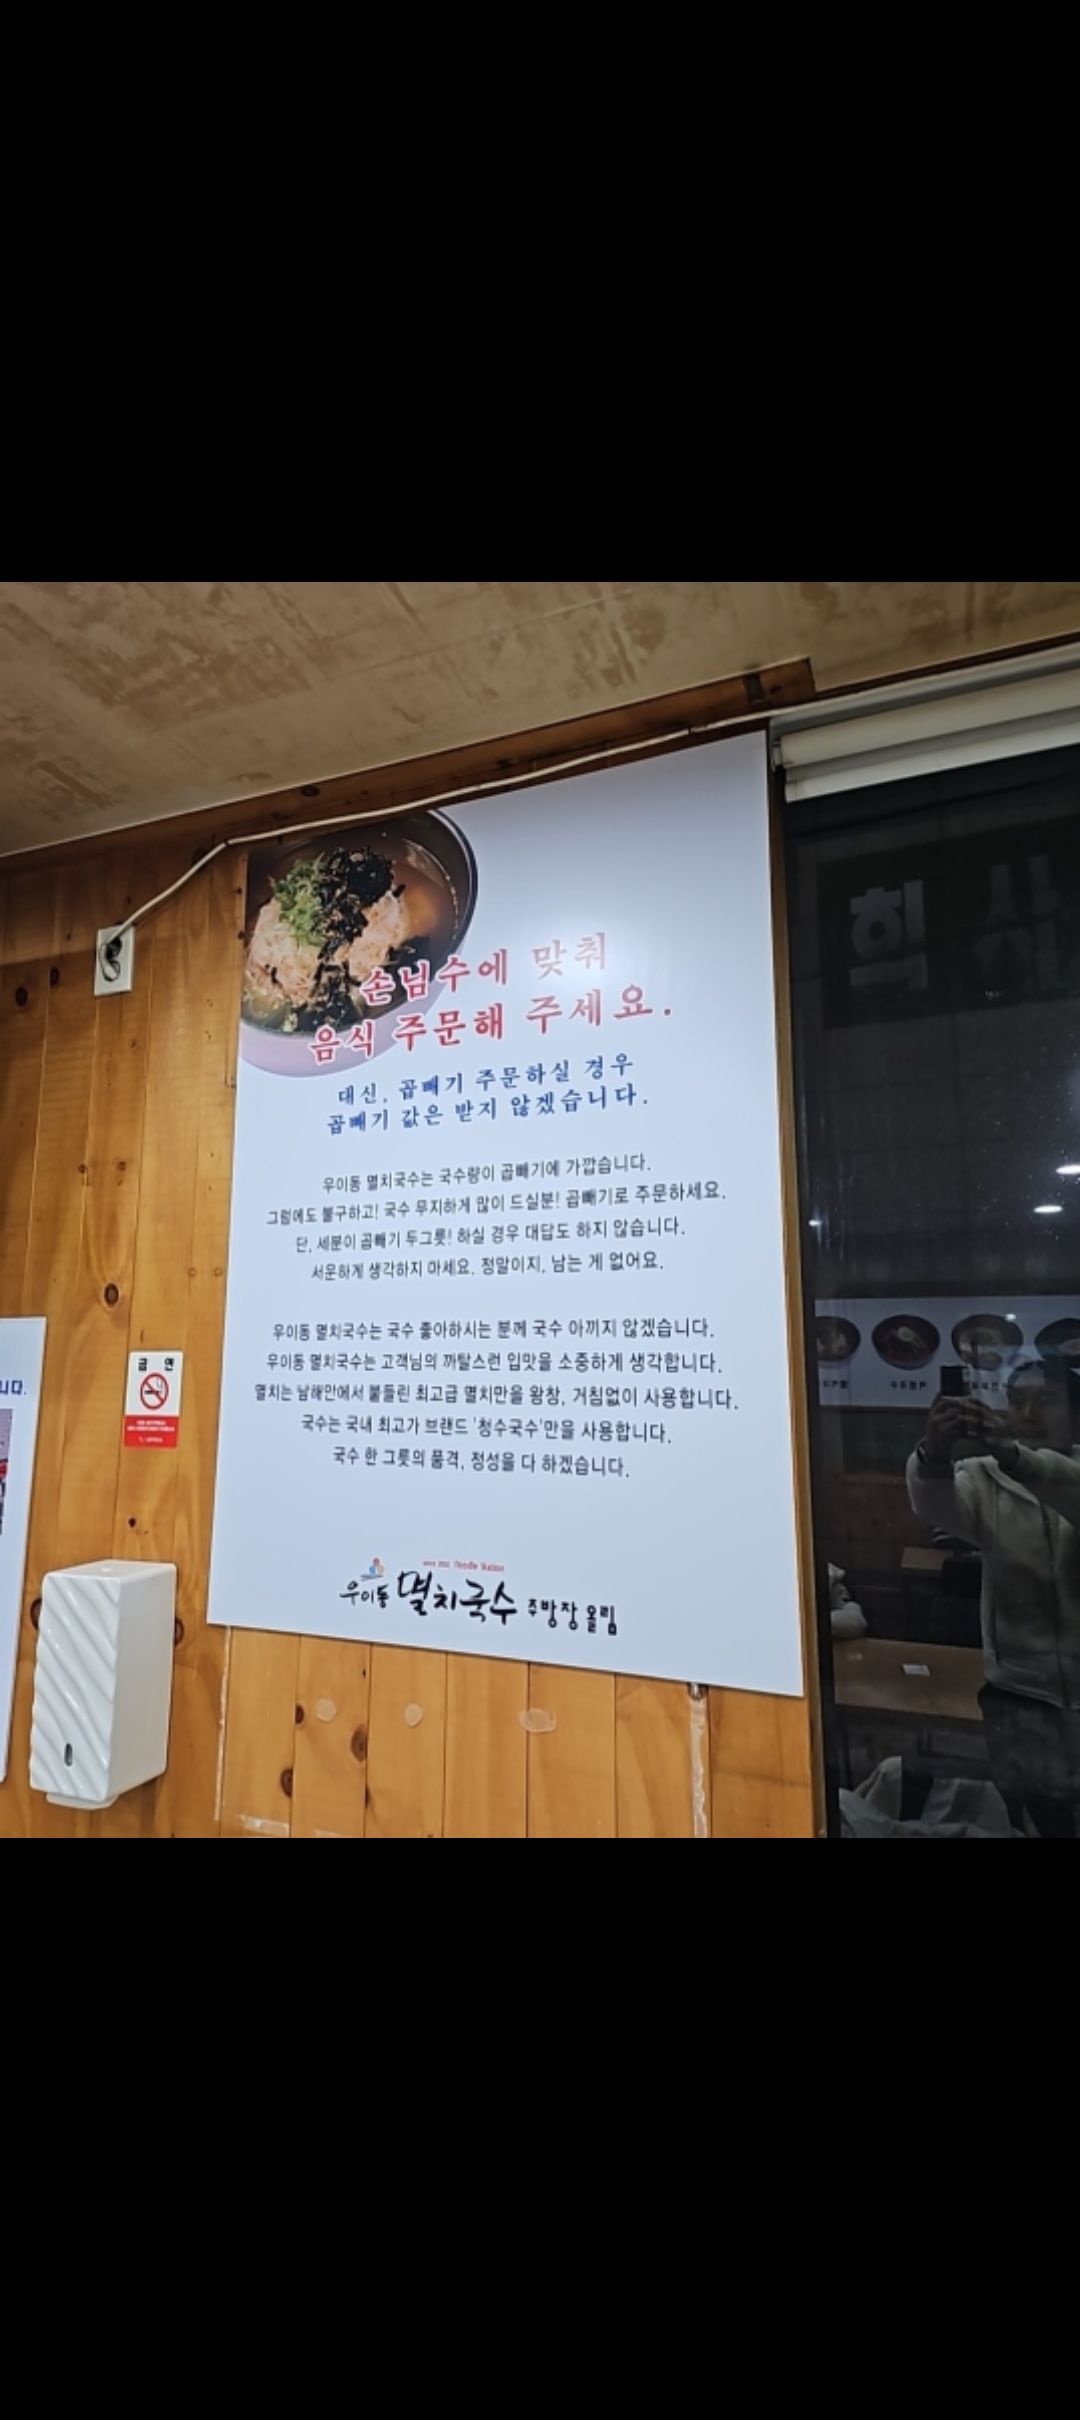 손님수에 맞춰
음식 주문해 주세요.
대신, 곱빼기 주문하실 경우
곱빼기 값은 받지 않겠습니다.
우이동 멸치국수는 국수량이 곱빼기에 가깝습니다.
그럼에도 불구하고! 국수 무지하게 많이 드실분! 곱빼기로 주문하세요.
단, 세분이 곱빼기 두그릇! 하실 경우 대답도 하지 않습니다.
서운하게 생각하지 마세요. 정말이지, 남는 게 없어요.
우이동 멸치국수는 국수 좋아하시는 분께 국수 아끼지 않겠습니다.
우이동 멸치국수는 고객님의 까탈스런 입맛을 소중하게 생각합니다.
멸치는 남해안에서 붙들린 최고급 멸치만을 왕창, 거침없이 사용합니다.
국수는 국내 최고가 브랜드 '청수국수'만을 사용합니다.
국수 한 그릇의 품격, 정성을 다 하겠습니다.
Noodle Station
우이동 멸치국수 주방장 올림
금 연
니다.